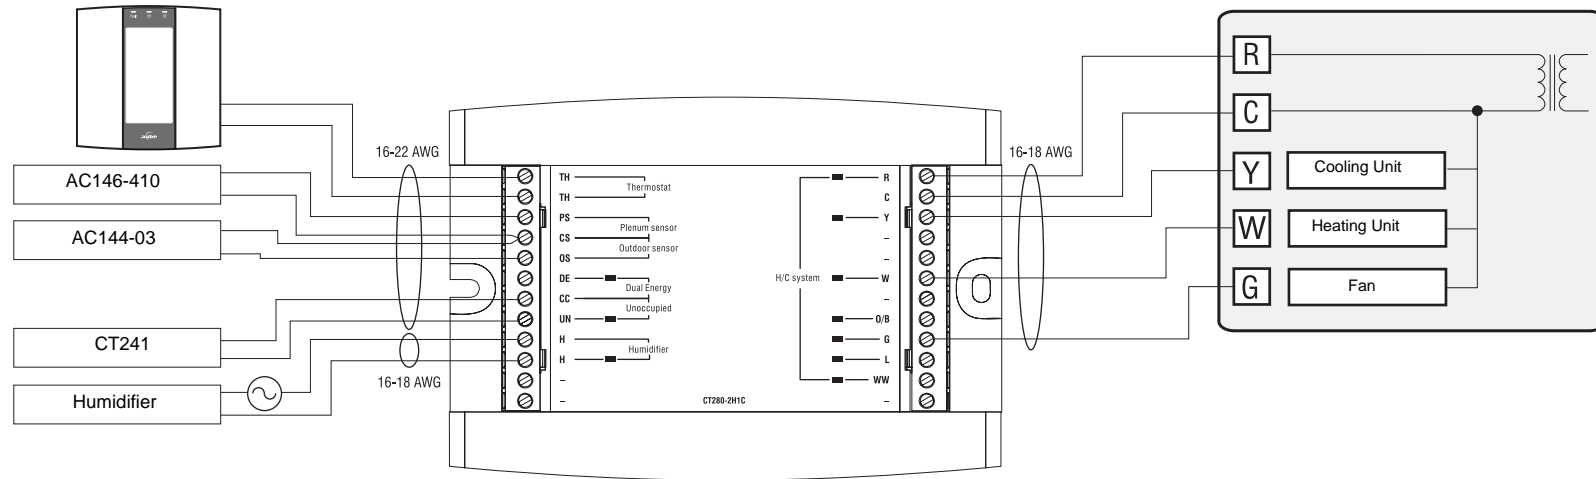 AC146-410
AC144-03
CT241
Humidifier
16-22 AWG
16-18 AWG
TH
TH
PS
CS
OS
DE
CC
UN
H
H
–
–
Thermostat
Plenum sensor
Outdoor sensor
Dual Energy
Unoccupied
Humidifier
H/C system
CT280-2H1C
R
C
Y
–
–
W
–
O/B
G
L
WW
–
16-18 AWG
R
C
Y
W
G
Cooling Unit
Heating Unit
Fan